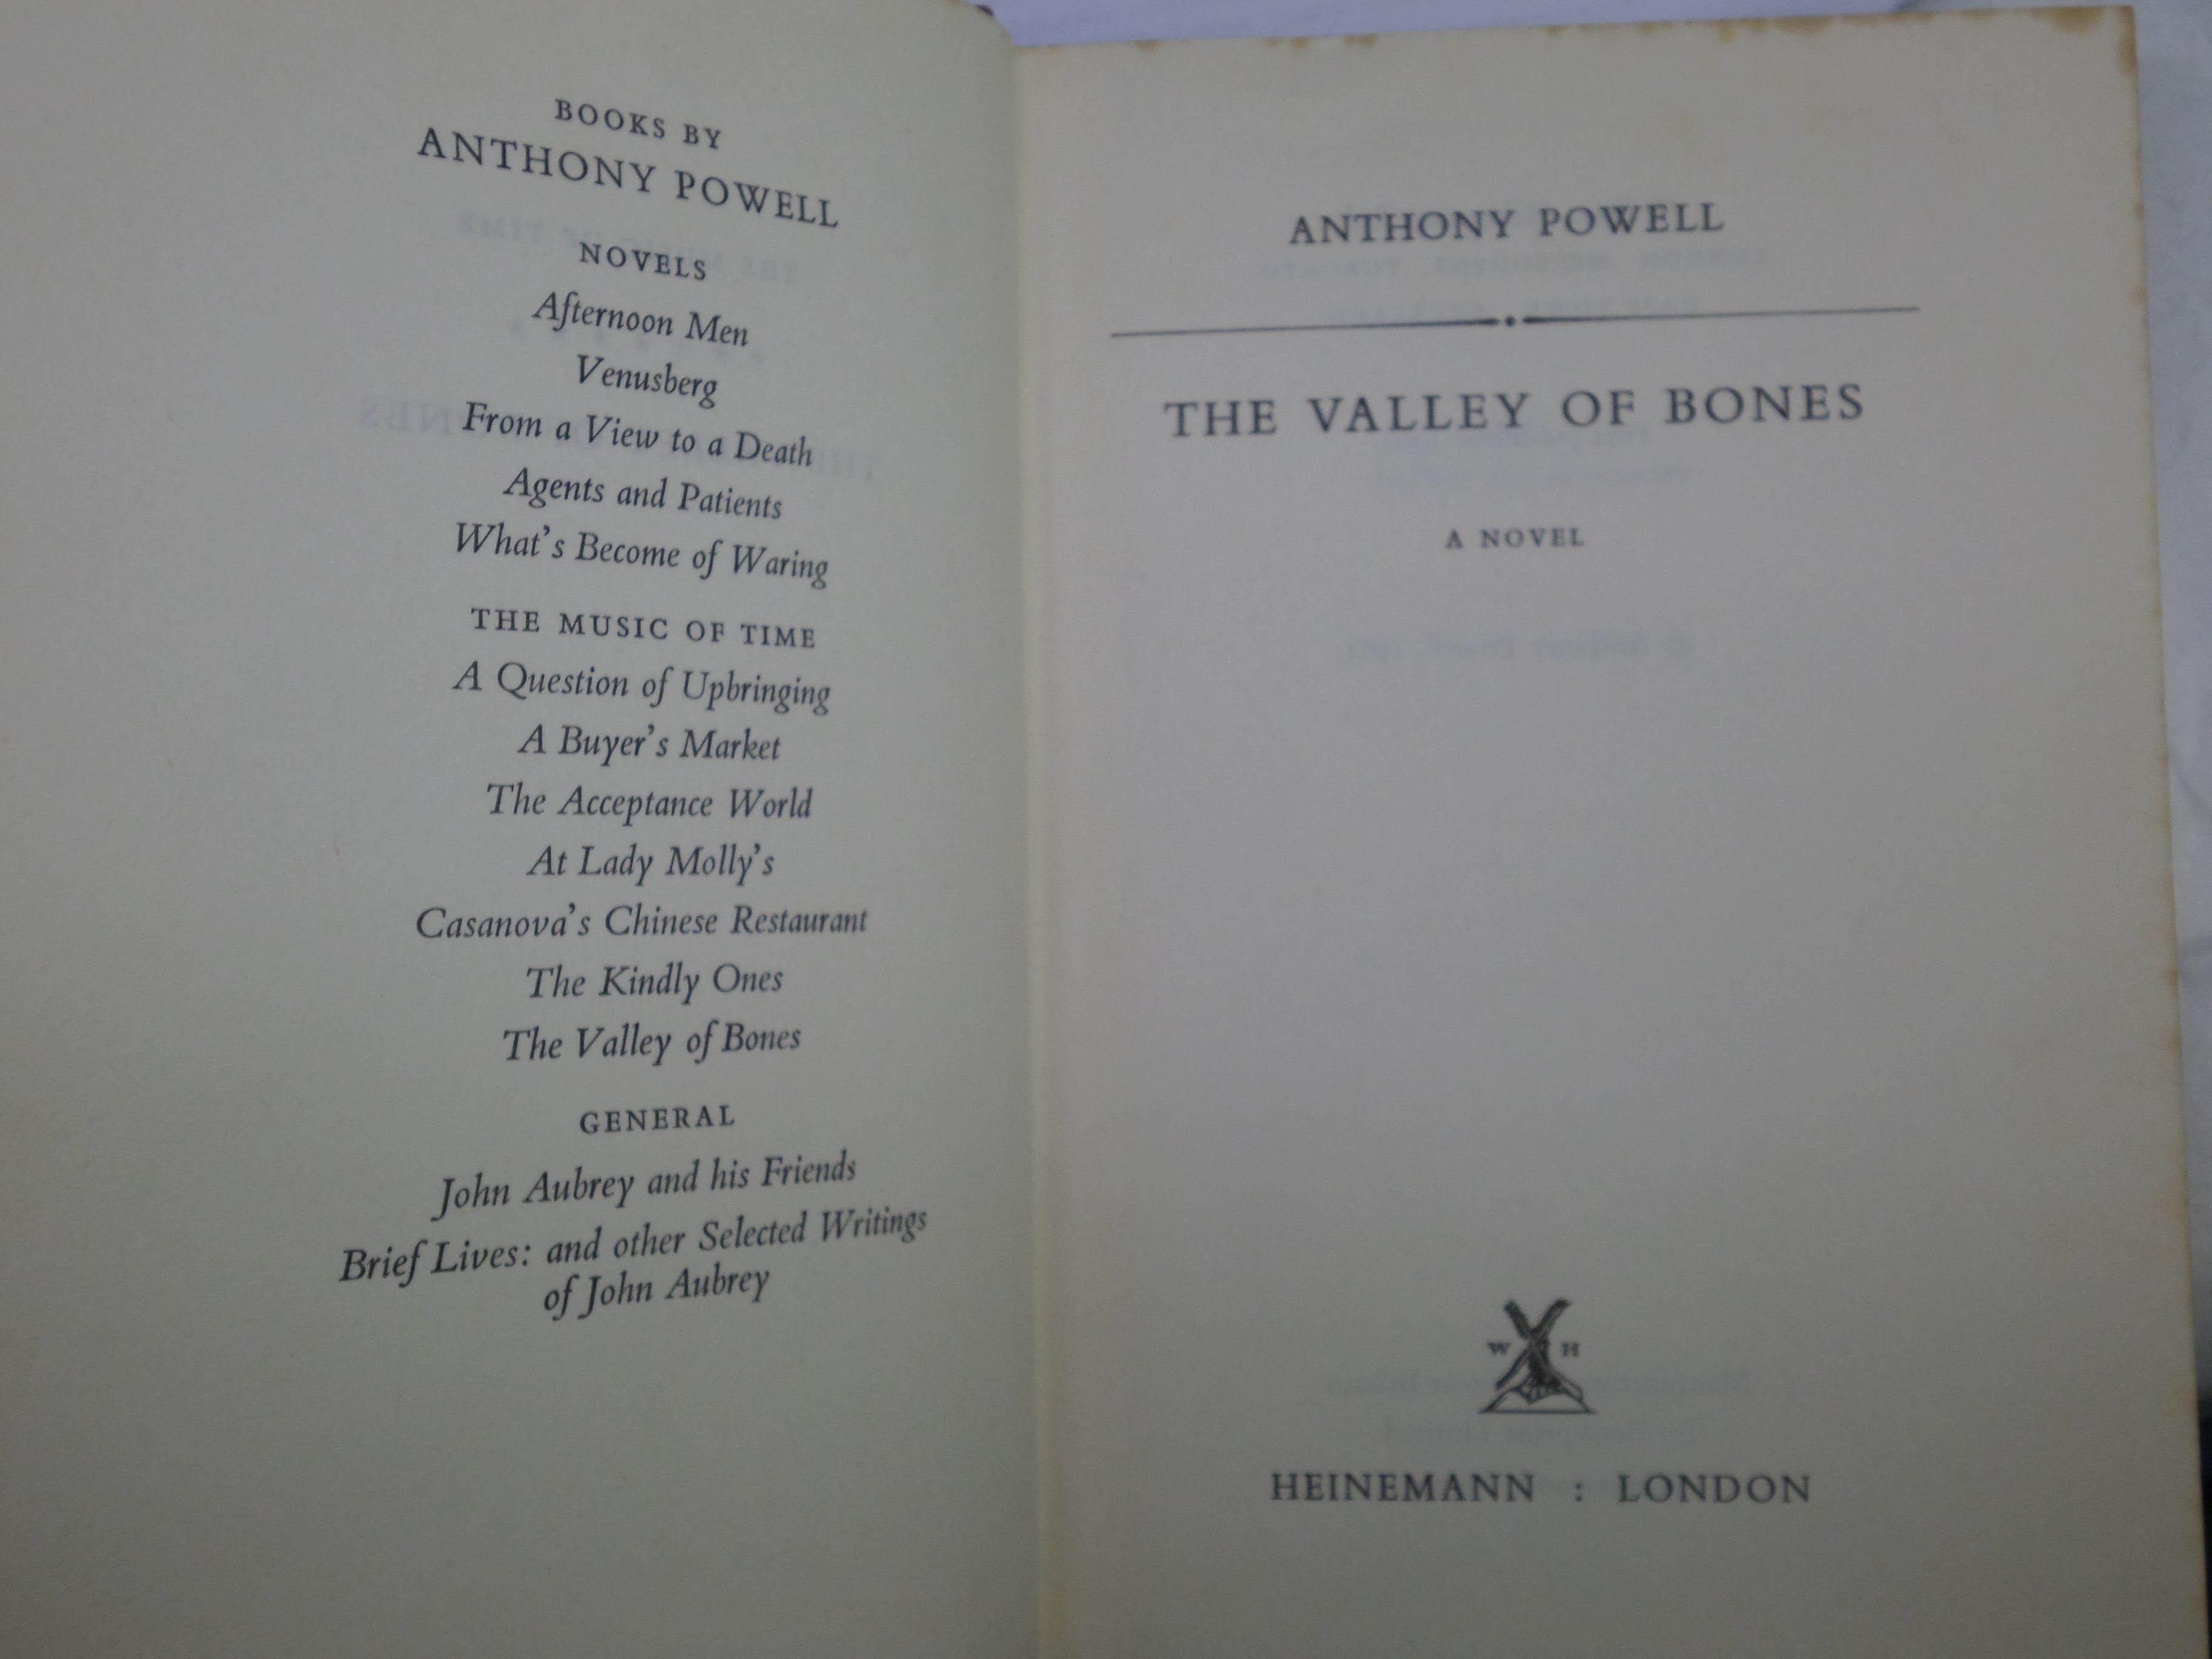 BOOKS BY
ANTHONY POWELL
NOVELS
Afternoon Men
Venusberg
From a View to a Death
Agents and Patients
What's Become of Waring
THE MUSIC OF TIME
A Question of Upbringing
A Buyer's Market
The Acceptance World
At Lady Molly's
Casanova's Chinese Restaurant
The Kindly Ones
The Valley of Bones
GENERAL
John Aubrey and his Friends
Brief Lives: and other Selected Writings
of John Aubrey
ANTHONY POWELL
THE VALLEY OF BONES
A NOVEL
W H
HEINEMANN : LONDON